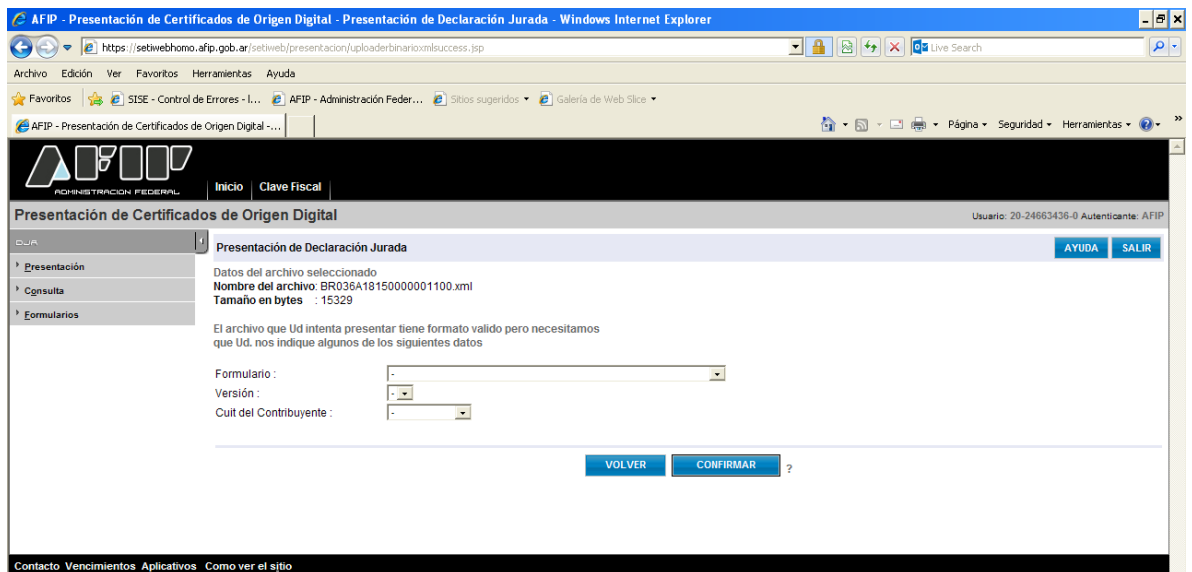 AFIP - Presentación de Certificados de Origen Digital - Presentación de Declaración Jurada - Windows Internet Explorer
https://setiwebhomo.afip.gob.ar/setiweb/presentacion/uploaderbinarioxmlsuccess.jsp
Live Search
Archivo Edición Ver Favoritos Herramientas Ayuda
Favoritos SISE - Control de Errores - I... AFIP - Administración Feder... Sitios sugeridos Galería de Web Slice
AFIP - Presentación de Certificados de Origen Digital -... Página Seguridad Herramientas »
AFIP
ADMINISTRACION FEDERAL
Inicio Clave Fiscal
Presentación de Certificados de Origen Digital Usuario: 20-24663436-0 Autenticante: AFIP
DJR
Presentación
Consulta
Formularios
Presentación de Declaración Jurada AYUDA SALIR
Datos del archivo seleccionado
Nombre del archivo: BR036A18150000001100.xml
Tamaño en bytes : 15329
El archivo que Ud intenta presentar tiene formato valido pero necesitamos
que Ud. nos indique algunos de los siguientes datos
Formulario : -
Versión : -
Cuit del Contribuyente : -
VOLVER CONFIRMAR ?
Contacto Vencimientos Aplicativos Como ver el sitio